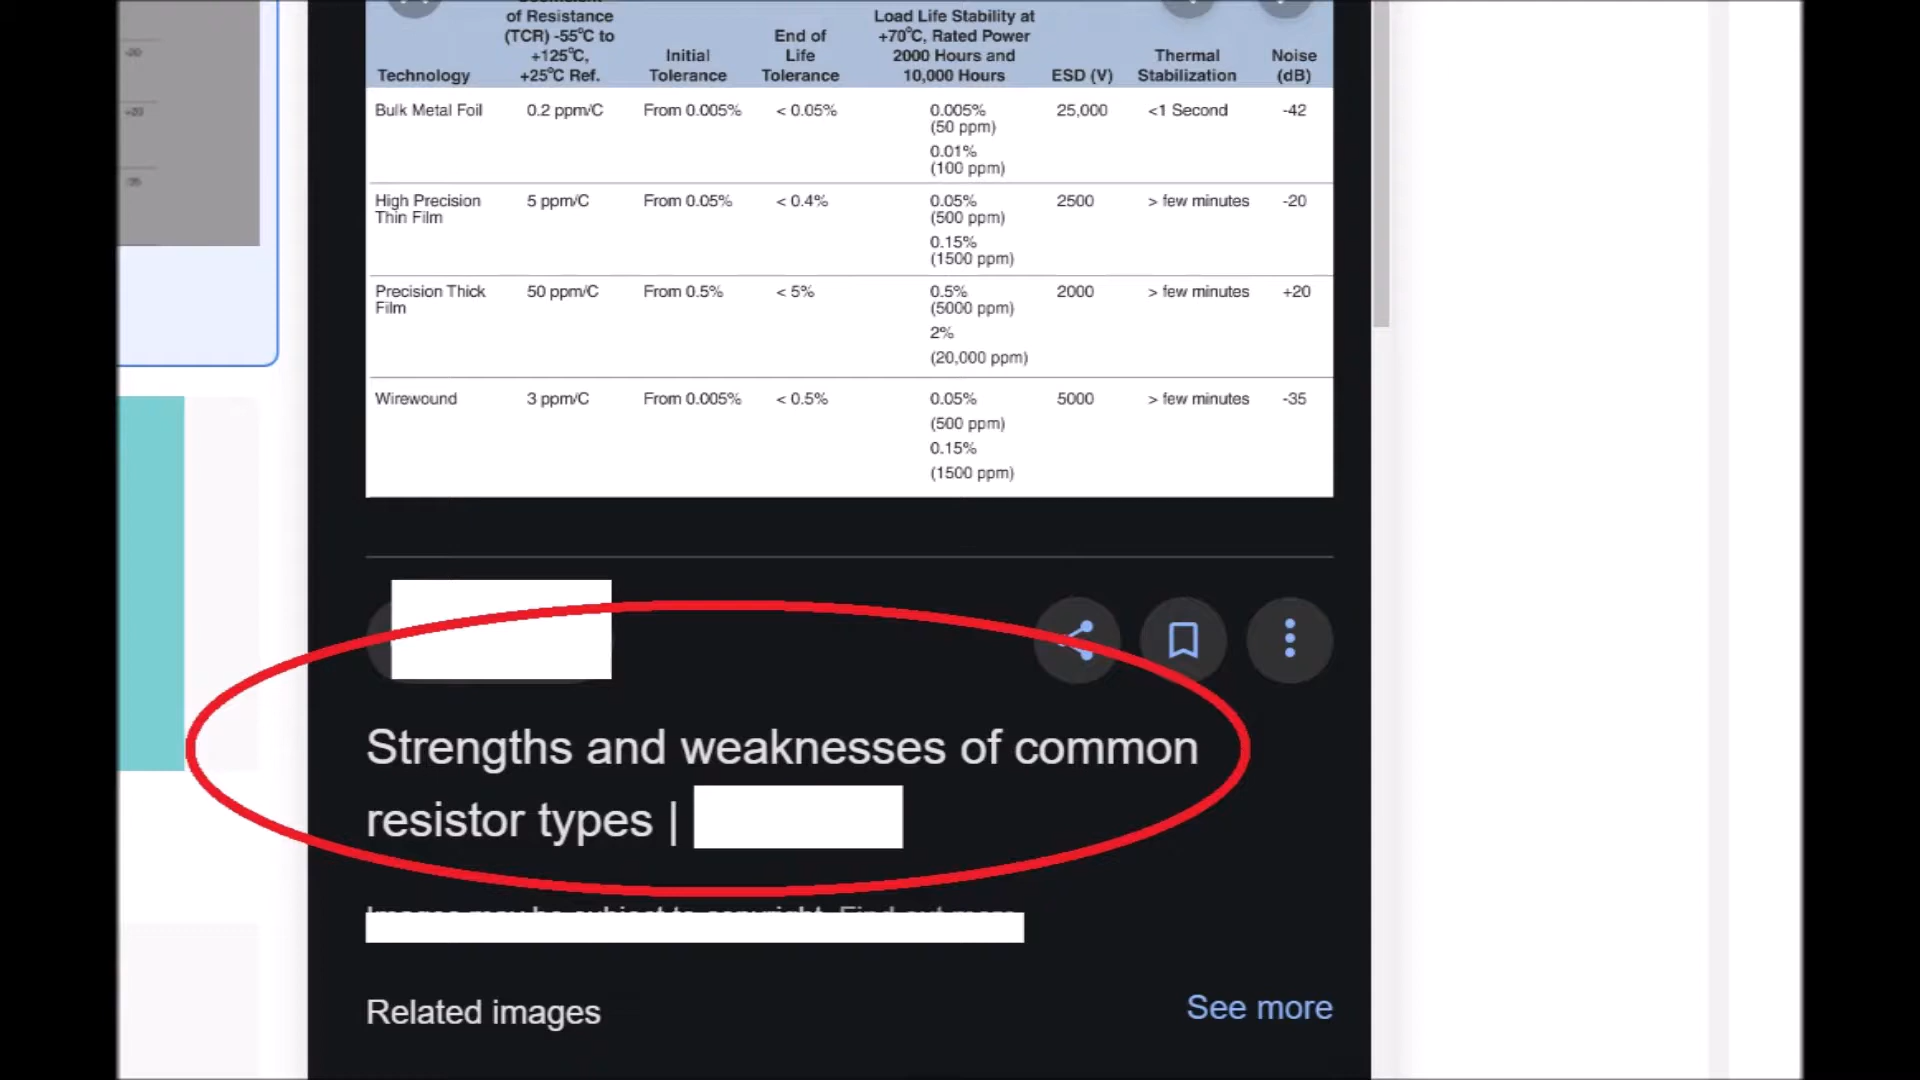 of Resistance
(TCR) -55°C to
+125°C,
+25°C Ref.
Technology
Initial
Tolerance
End of
Life
Tolerance
Load Life Stability at
+70°C, Rated Power
2000 Hours and
10,000 Hours
ESD (V)
Thermal
Stabilization
Noise
(dB)
Bulk Metal Foil 0.2 ppm/C From 0.005% < 0.05% 0.005% 25,000 <1 Second -42
(50 ppm)
0.01%
(100 ppm)
High Precision 5 ppm/C From 0.05% < 0.4% 0.05% 2500 > few minutes -20
Thin Film (500 ppm)
0.15%
(1500 ppm)
Precision Thick 50 ppm/C From 0.5% < 5% 0.5% 2000 > few minutes +20
Film (5000 ppm)
2%
(20,000 ppm)
Wirewound 3 ppm/C From 0.005% < 0.5% 0.05% 5000 > few minutes -35
(500 ppm)
0.15%
(1500 ppm)
Strengths and weaknesses of common
resistor types |
Related images See more